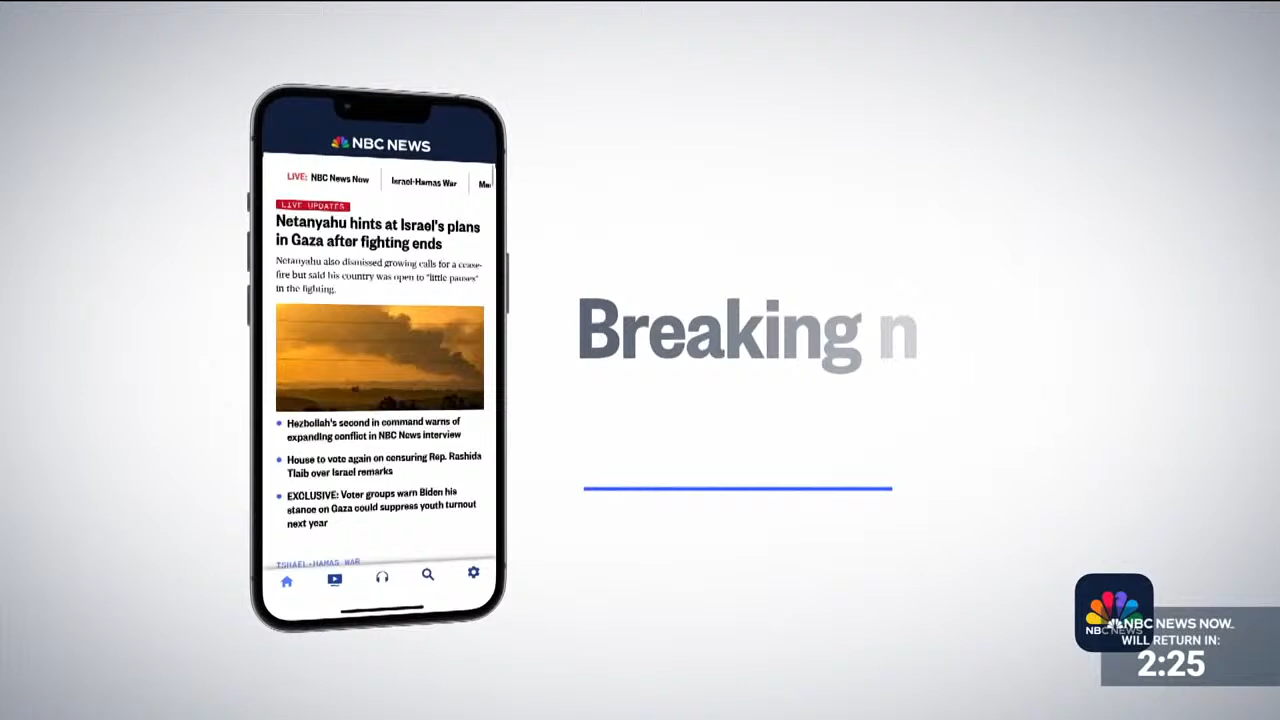 NBC NEWS
LIVE: NBC News Now
Israel-Hamas War
LIVE UPDATES
Netanyahu hints at Israel's plans
in Gaza after fighting ends
Netanyahu also dismissed growing calls for a cease-
fire but said his country was open to "little pauses"
in the fighting.
Hezbollah's second in command warns of
expanding conflict in NBC News interview
House to vote again on censuring Rep. Rashida
Tlaib over Israel remarks
EXCLUSIVE: Voter groups warn Biden his
stance on Gaza could suppress youth turnout
next year
ISRAEL-HAMAS WAR
Breaking n
NBC NEWS
NBC NEWS NOW
WILL RETURN IN:
2:25